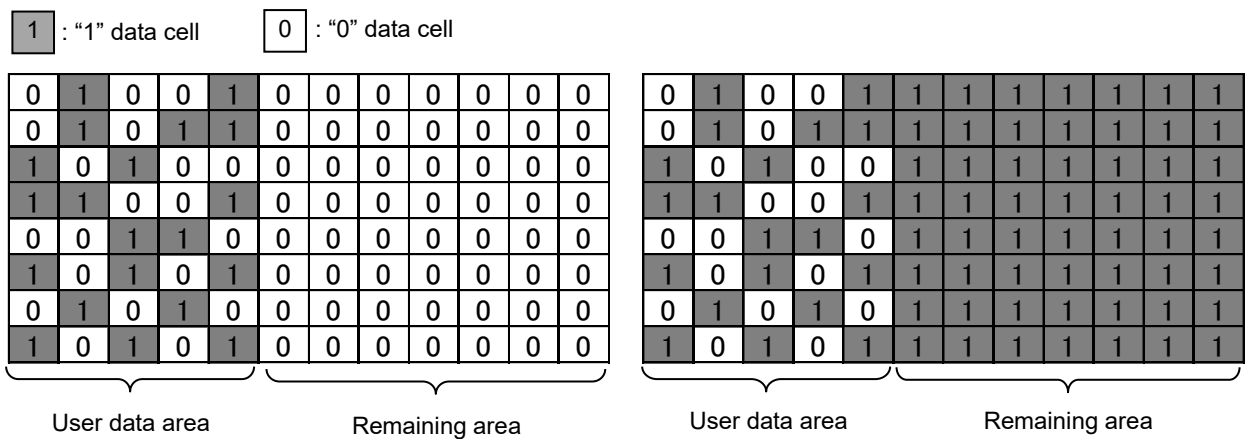 1 : “1” data cell 0 : “0” data cell
0 1 0 0 1 0 0 0 0 0 0 0 0 1 0 0 1 1 1 1 1 1 1 1
0 1 0 1 1 0 0 0 0 0 0 0 0 1 0 1 1 1 1 1 1 1 1 1
1 0 1 0 0 0 0 0 0 0 0 0 1 0 1 0 0 1 1 1 1 1 1 1
1 1 0 0 1 0 0 0 0 0 0 0 1 1 0 0 1 1 1 1 1 1 1 1
0 0 1 1 0 0 0 0 0 0 0 0 0 0 1 1 0 1 1 1 1 1 1 1
1 0 1 0 1 0 0 0 0 0 0 0 1 0 1 0 1 1 1 1 1 1 1 1
0 1 0 1 0 0 0 0 0 0 0 0 0 1 0 1 0 1 1 1 1 1 1 1
1 0 1 0 1 0 0 0 0 0 0 0 1 0 1 0 1 1 1 1 1 1 1 1
User data area Remaining area User data area Remaining area